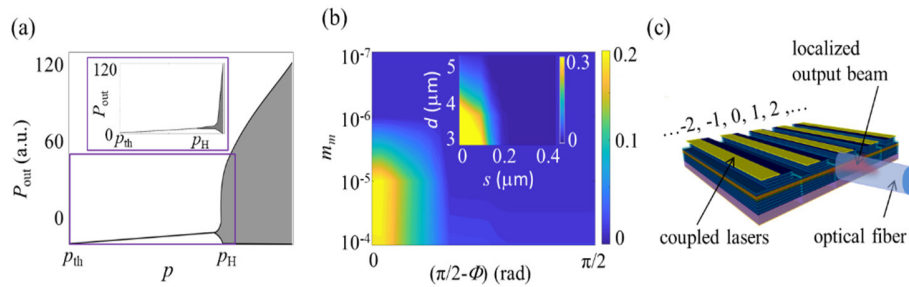 (a)
120
60
0
P_out (a.u.)
p_th
p
p_H
120
P_out
0
p_th
p_H
(b)
10^-7
10^-6
10^-5
10^-4
m_m
0
(π/2-Φ) (rad)
π/2
5
4
3
d (μm)
0
0.2
0.4
s (μm)
0.3
0
0.2
0.1
0
(c)
localized
output beam
…-2, -1, 0, 1, 2 ,…
coupled lasers
optical fiber